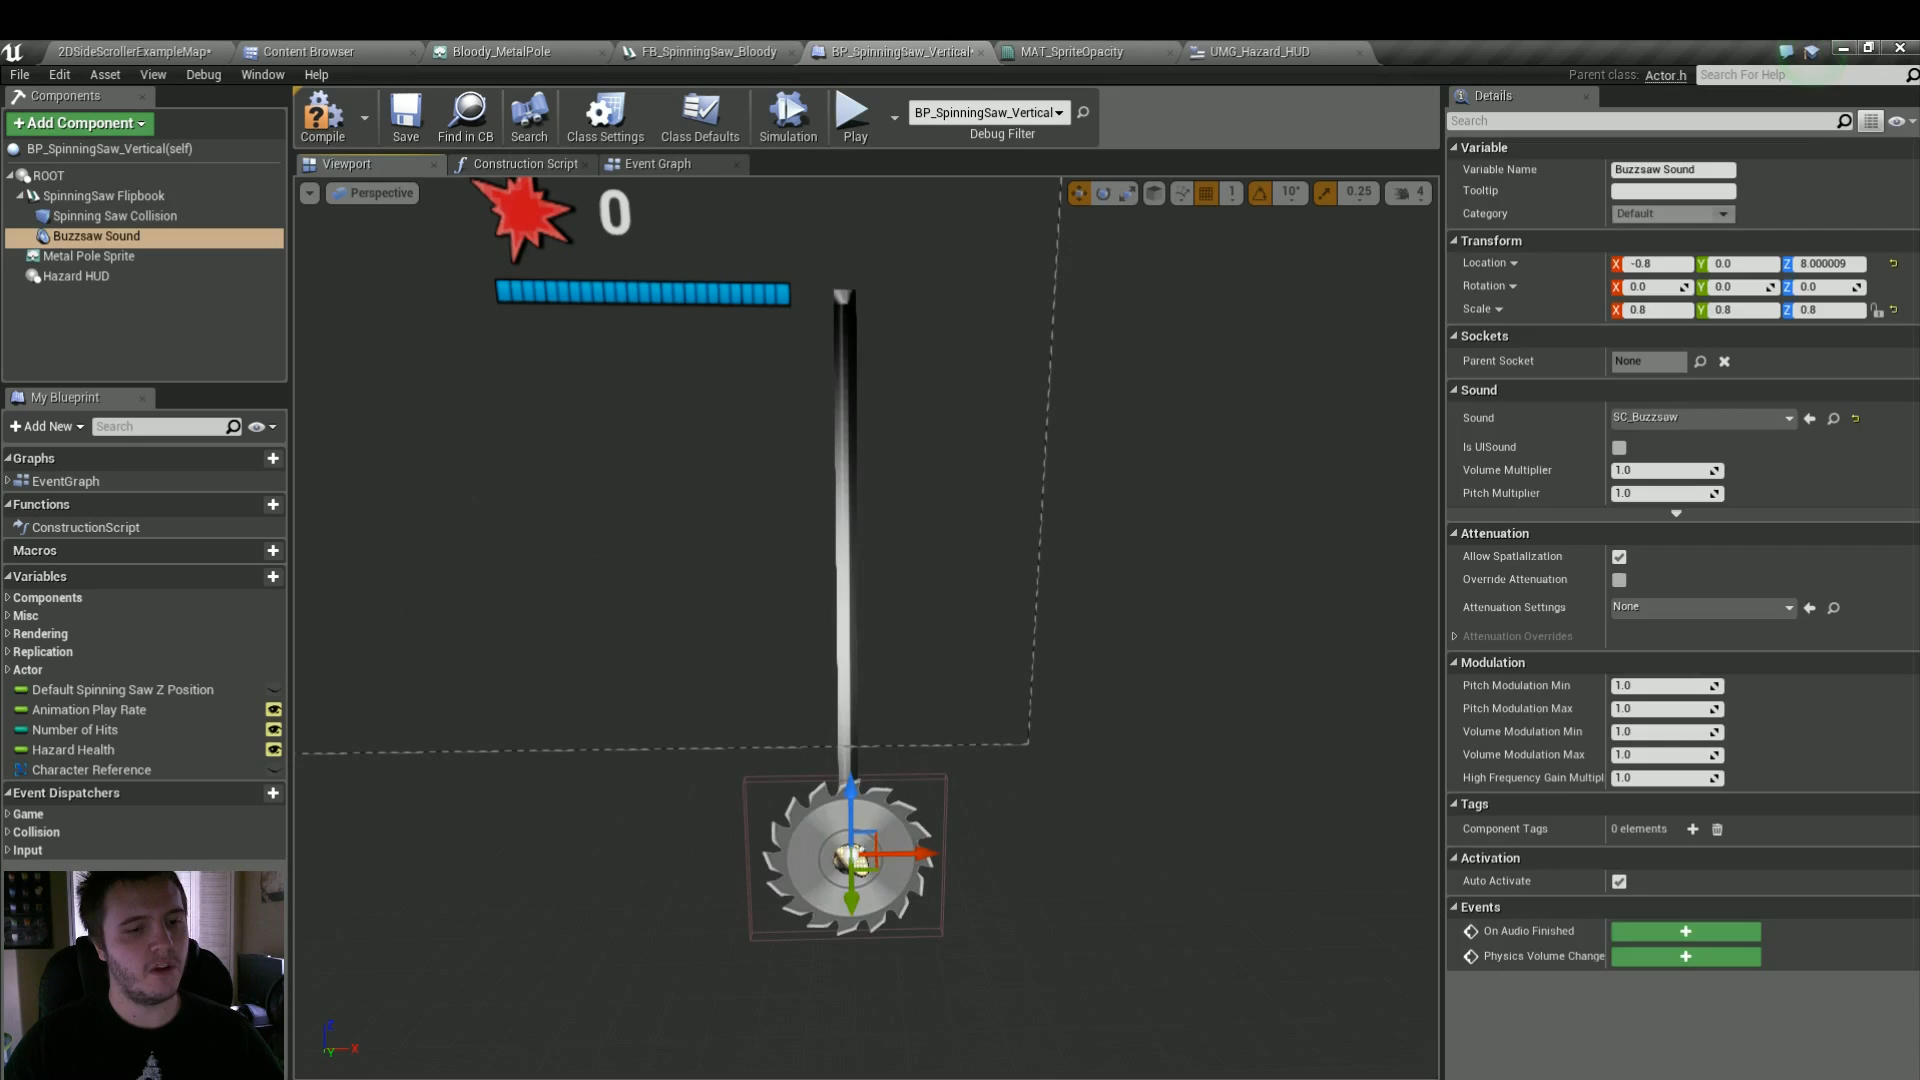 2DSideScrollerExampleMap*
Content Browser
Bloody_MetalPole
FB_SpinningSaw_Bloody
BP_SpinningSaw_Vertical*
MAT_SpriteOpacity
UMG_Hazard_HUD
File Edit Asset View Debug Window Help
Parent class: Actor.h
Search For Help
Components
+ Add Component
BP_SpinningSaw_Vertical(self)
ROOT
SpinningSaw Flipbook
Spinning Saw Collision
Buzzsaw Sound
Metal Pole Sprite
Hazard HUD
Compile
Save
Find in CB
Search
Class Settings
Class Defaults
Simulation
Play
BP_SpinningSaw_Vertical
Debug Filter
Viewport
Construction Script
Event Graph
Perspective
1
10°
0.25
4
0
Z
X
Y
My Blueprint
+ Add New
Search
Graphs
EventGraph
Functions
ConstructionScript
Macros
Variables
Components
Misc
Rendering
Replication
Actor
Default Spinning Saw Z Position
Animation Play Rate
Number of Hits
Hazard Health
Character Reference
Event Dispatchers
Game
Collision
Input
Details
Search
Variable
Variable Name Buzzsaw Sound
Tooltip
Category Default
Transform
Location X -0.8 Y 0.0 Z 8.000009
Rotation X 0.0 Y 0.0 Z 0.0
Scale X 0.8 Y 0.8 Z 0.8
Sockets
Parent Socket None
Sound
Sound SC_Buzzsaw
Is UISound
Volume Multiplier 1.0
Pitch Multiplier 1.0
Attenuation
Allow Spatialization
Override Attenuation
Attenuation Settings None
Attenuation Overrides
Modulation
Pitch Modulation Min 1.0
Pitch Modulation Max 1.0
Volume Modulation Min 1.0
Volume Modulation Max 1.0
High Frequency Gain Multipl 1.0
Tags
Component Tags 0 elements
Activation
Auto Activate
Events
On Audio Finished
Physics Volume Change